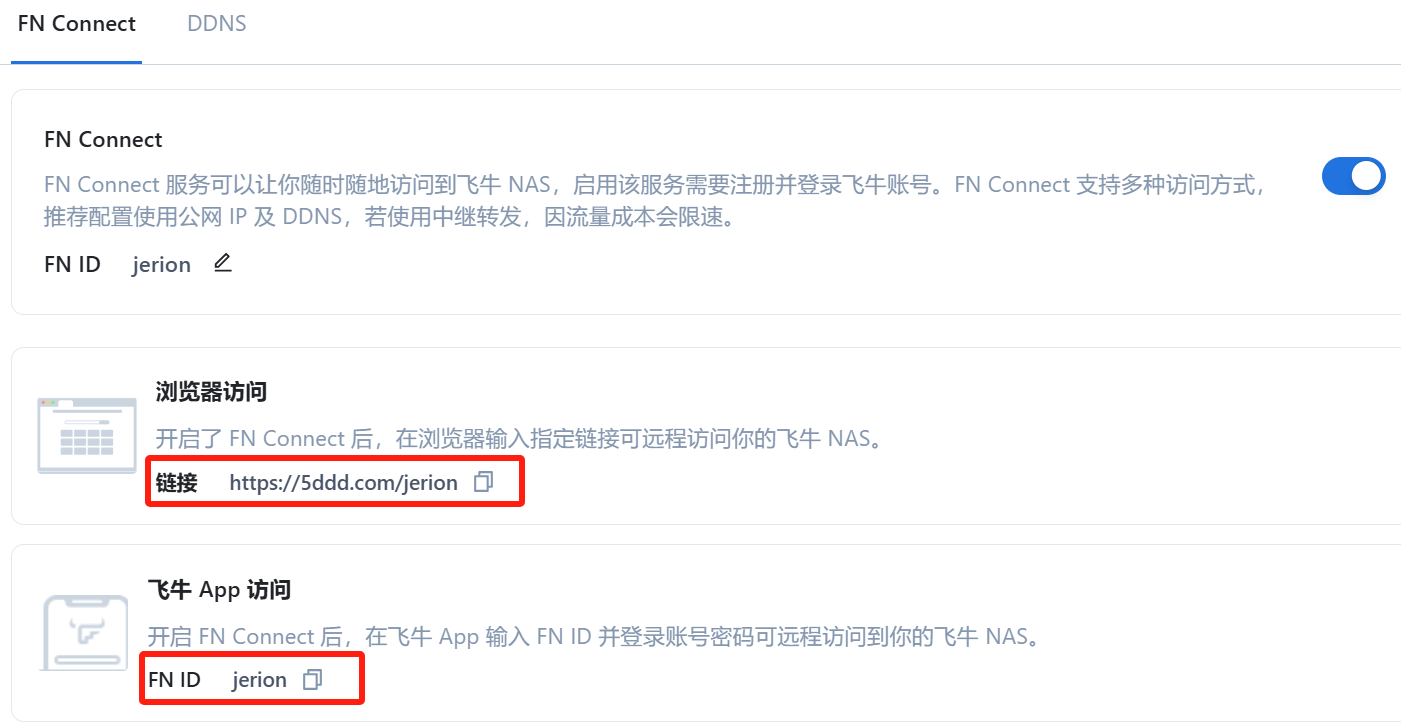 FN Connect DDNS
FN Connect
FN Connect 服务可以让你随时随地访问到飞牛 NAS，启用该服务需要注册并登录飞牛账号。FN Connect 支持多种访问方式，
推荐配置使用公网 IP 及 DDNS，若使用中继转发，因流量成本会限速。
FN ID jerion
浏览器访问
开启了 FN Connect 后，在浏览器输入指定链接可远程访问你的飞牛 NAS。
链接 https://5ddd.com/jerion
飞牛 App 访问
开启 FN Connect 后，在飞牛 App 输入 FN ID 并登录账号密码可远程访问到你的飞牛 NAS。
FN ID jerion